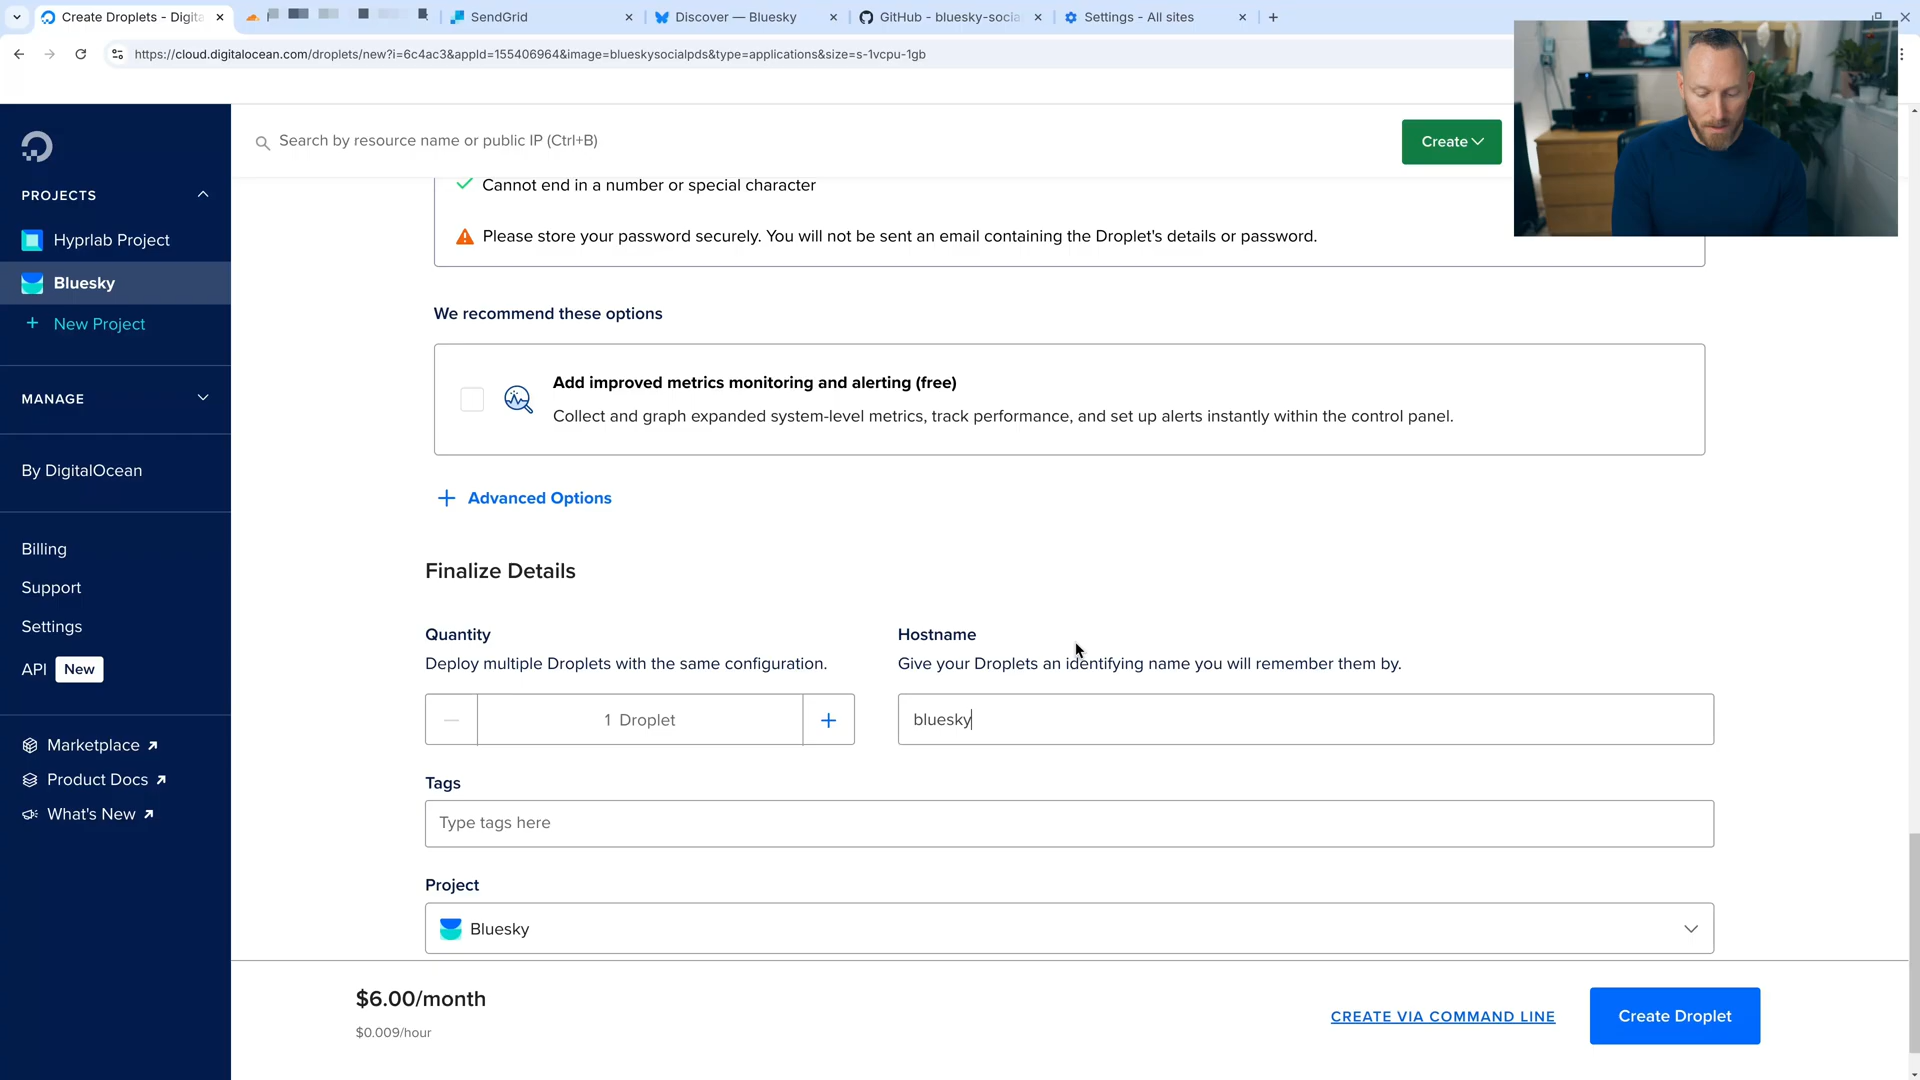 Create Droplets - Digita
SendGrid
Discover — Bluesky
GitHub - bluesky-socia
Settings - All sites
https://cloud.digitalocean.com/droplets/new?i=6c4ac3&appId=155406964&image=blueskysocialpds&type=applications&size=s-1vcpu-1gb
Search by resource name or public IP (Ctrl+B)
Create
PROJECTS
Hyprlab Project
Bluesky
+ New Project
MANAGE
By DigitalOcean
Billing
Support
Settings
API New
Marketplace
Product Docs
What's New
Cannot end in a number or special character
Please store your password securely. You will not be sent an email containing the Droplet's details or password.
We recommend these options
Add improved metrics monitoring and alerting (free)
Collect and graph expanded system-level metrics, track performance, and set up alerts instantly within the control panel.
+ Advanced Options
Finalize Details
Quantity
Deploy multiple Droplets with the same configuration.
1 Droplet
Hostname
Give your Droplets an identifying name you will remember them by.
bluesky
Tags
Type tags here
Project
Bluesky
$6.00/month
$0.009/hour
CREATE VIA COMMAND LINE
Create Droplet